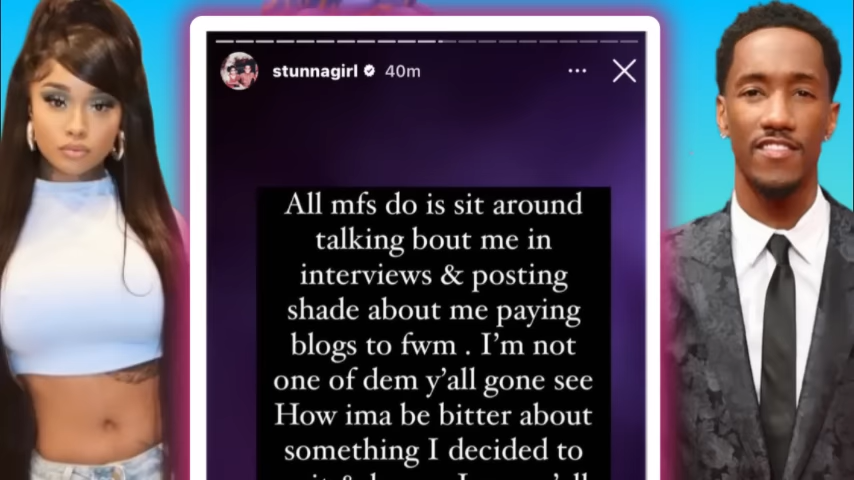 stunnagirl 40m
All mfs do is sit around
talking bout me in
interviews & posting
shade about me paying
blogs to fwm . I’m not
one of dem y’all gone see
How ima be bitter about
something I decided to